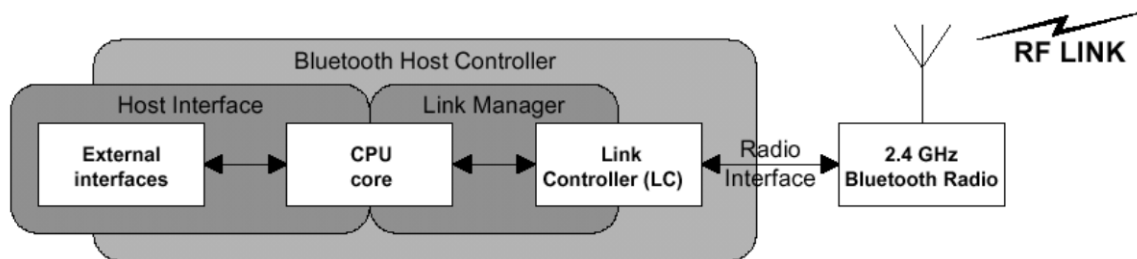 RF LINK
Bluetooth Host Controller
Host Interface
Link Manager
External
interfaces
CPU
core
Link
Controller (LC)
Radio
Interface
2.4 GHz
Bluetooth Radio